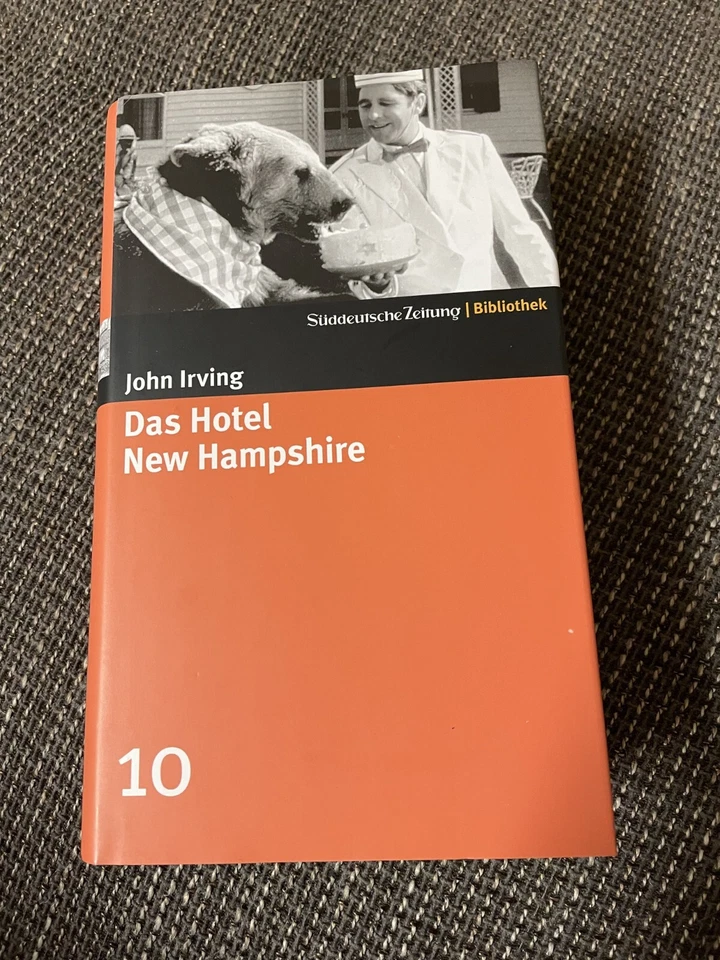 Süddeutsche Zeitung | Bibliothek
John Irving
Das Hotel
New Hampshire
10